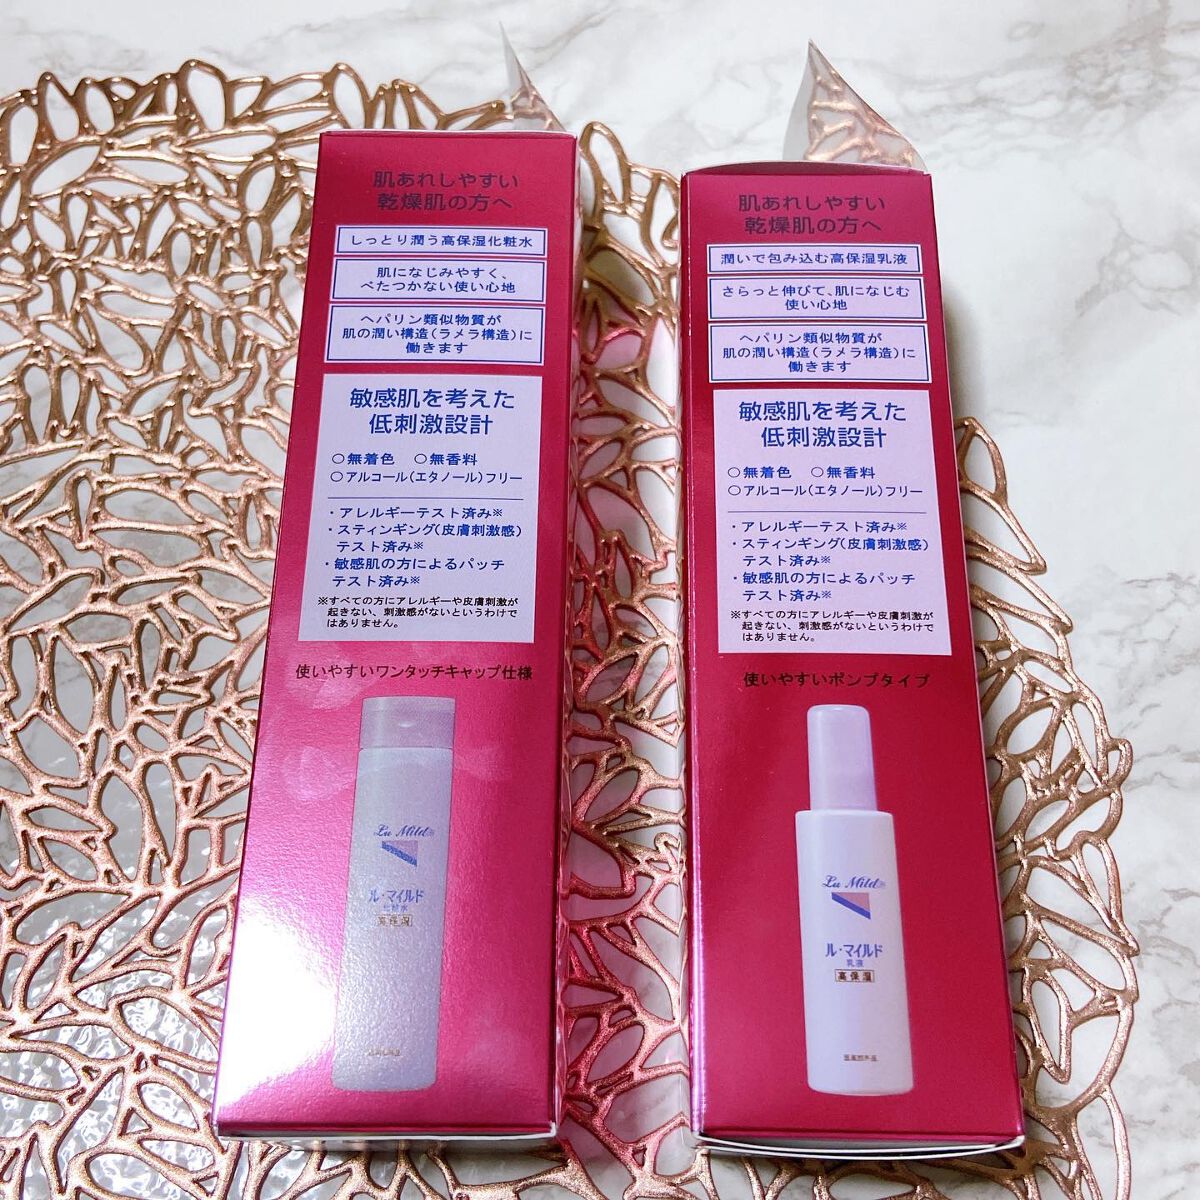 肌あれしやすい
乾燥肌の方へ
しっとり潤う高保湿化粧水
肌になじみやすく、
べたつかない使い心地
ヘパリン類似物質が
肌の潤い構造(ラメラ構造)に
働きます
敏感肌を考えた
低刺激設計
○無着色 ○無香料
○アルコール(エタノール)フリー
・アレルギーテスト済み※
・スティンギング(皮膚刺激感)
テスト済み※
・敏感肌の方によるパッチ
テスト済み※
※すべての方にアレルギーや皮膚刺激が
起きない、刺激感がないというわけで
はありません。
使いやすいワンタッチキャップ仕様
Lu Mild
ル・マイルド
化粧水
高保湿
医薬部外品
肌あれしやすい
乾燥肌の方へ
潤いで包み込む高保湿乳液
さらっと伸びて、肌になじむ
使い心地
ヘパリン類似物質が
肌の潤い構造(ラメラ構造)に
働きます
敏感肌を考えた
低刺激設計
○無着色 ○無香料
○アルコール(エタノール)フリー
・アレルギーテスト済み※
・スティンギング(皮膚刺激感)
テスト済み※
・敏感肌の方によるパッチ
テスト済み※
※すべての方にアレルギーや皮膚刺激が
起きない、刺激感がないというわけで
はありません。
使いやすいポンプタイプ
Lu Mild
ル・マイルド
乳液
高保湿
医薬部外品